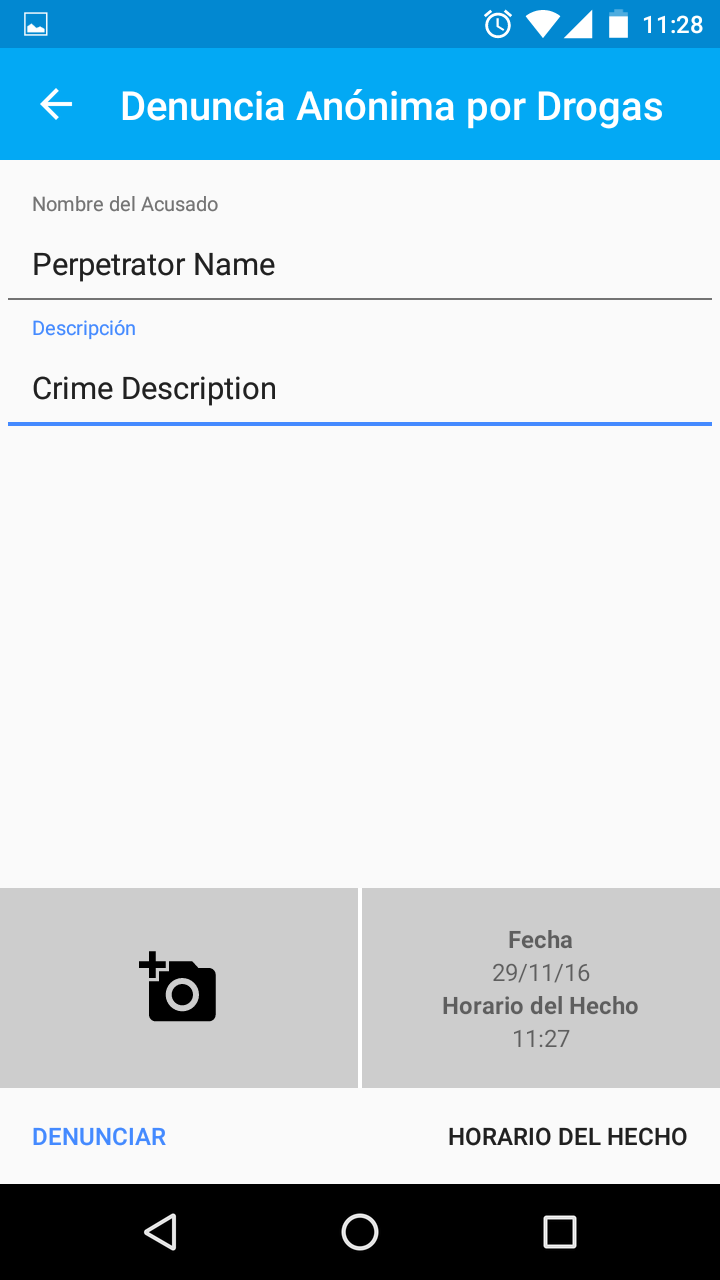 11:28
Denuncia Anónima por Drogas
Nombre del Acusado
Perpetrator Name
Descripción
Crime Description
Fecha
29/11/16
Horario del Hecho
11:27
DENUNCIAR
HORARIO DEL HECHO